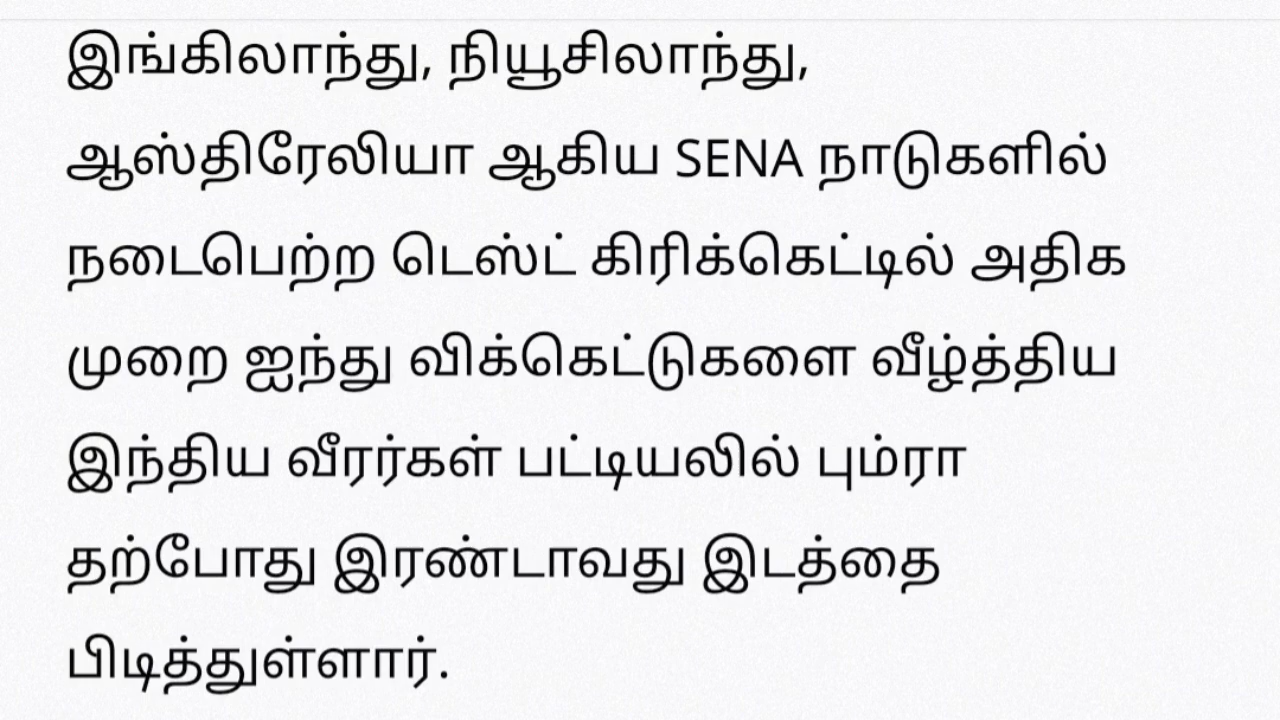 இங்கிலாந்து, நியூசிலாந்து,
ஆஸ்திரேலியா ஆகிய SENA நாடுகளில்
நடைபெற்ற டெஸ்ட் கிரிக்கெட்டில் அதிக
முறை ஐந்து விக்கெட்டுகளை வீழ்த்திய
இந்திய வீரர்கள் பட்டியலில் பும்ரா
தற்போது இரண்டாவது இடத்தை
பிடித்துள்ளார்.